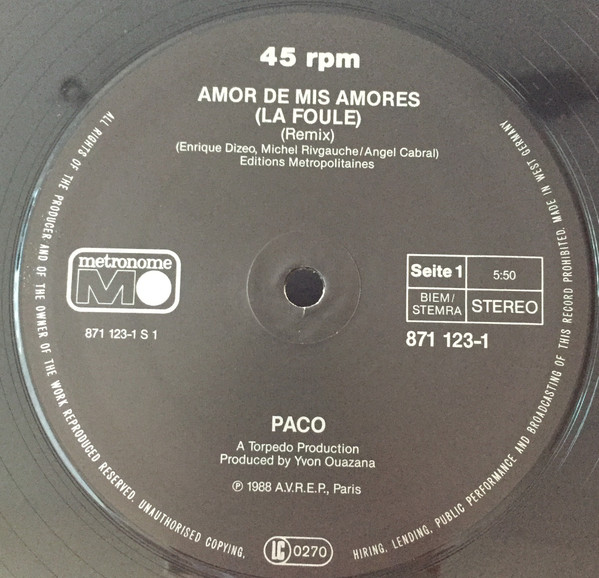 45 rpm
AMOR DE MIS AMORES
(LA FOULE)
(Remix)
(Enrique Dizeo, Michel Rivgauche/Angel Cabral)
Editions Metropolitaines
metronome
MO
871 123-1 S 1
Seite 1
5:50
BIEM/
STEMRA
STEREO
871 123-1
PACO
A Torpedo Production
Produced by Yvon Ouazana
℗ 1988 A.V.R.E.P., Paris
LC 0270
ALL RIGHTS OF THE PRODUCER AND OF THE OWNER OF THE WORK REPRODUCED RESERVED. UNAUTHORISED COPYING, HIRING, LENDING, PUBLIC PERFORMANCE AND BROADCASTING OF THIS RECORD PROHIBITED. MADE IN WEST GERMANY